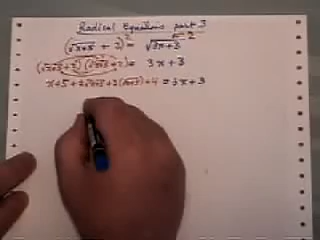 Radical Equations part 3
(√x+5 + 2)² = √3x+3 ²
(√x+5 + 2)(√x+5 + 2) = 3x + 3
x + 5 + 2√x+5 + 2(√x+5) + 4 = 3x + 3